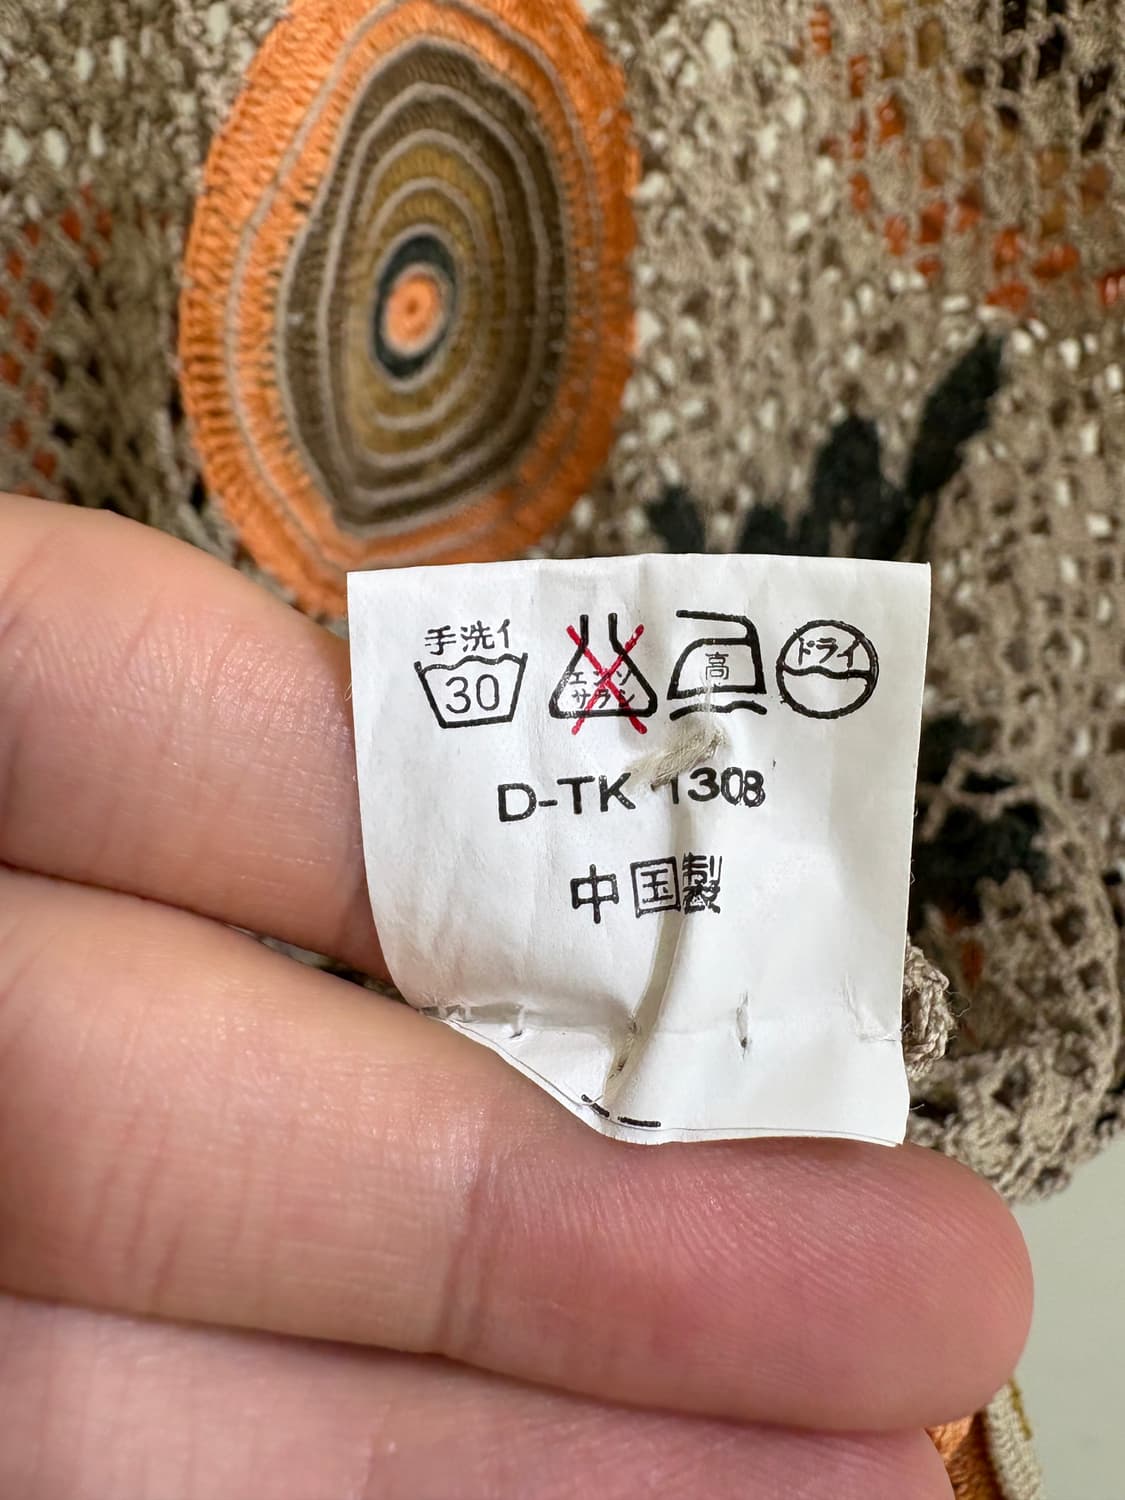 手洗イ
30
エンソ
サラシ
高
ドライ
D-TK 1308
中国製